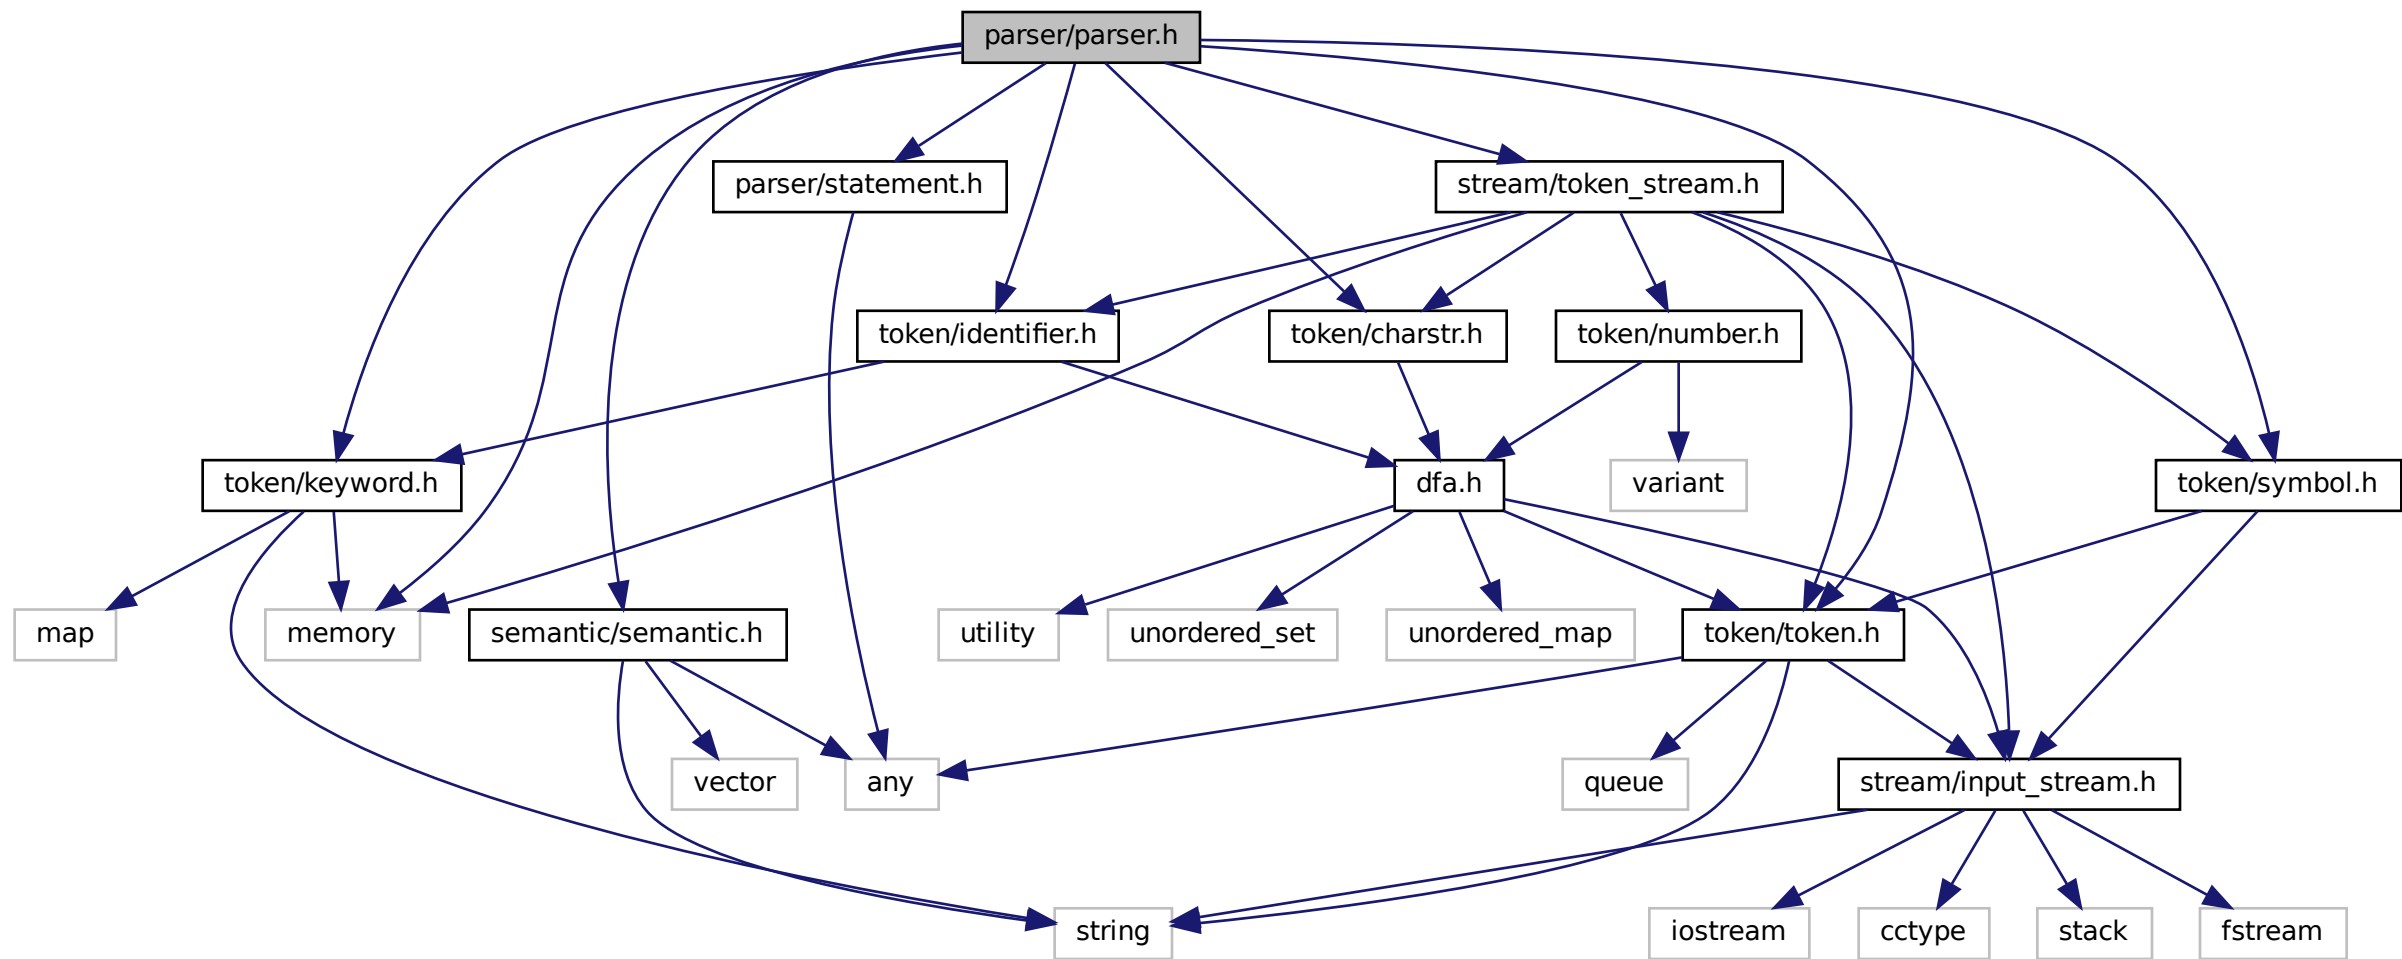 parser/parser.h
parser/statement.h
stream/token_stream.h
token/identifier.h
token/charstr.h
token/number.h
token/keyword.h
dfa.h
variant
token/symbol.h
map
memory
semantic/semantic.h
utility
unordered_set
unordered_map
token/token.h
vector
any
queue
stream/input_stream.h
string
iostream
cctype
stack
fstream